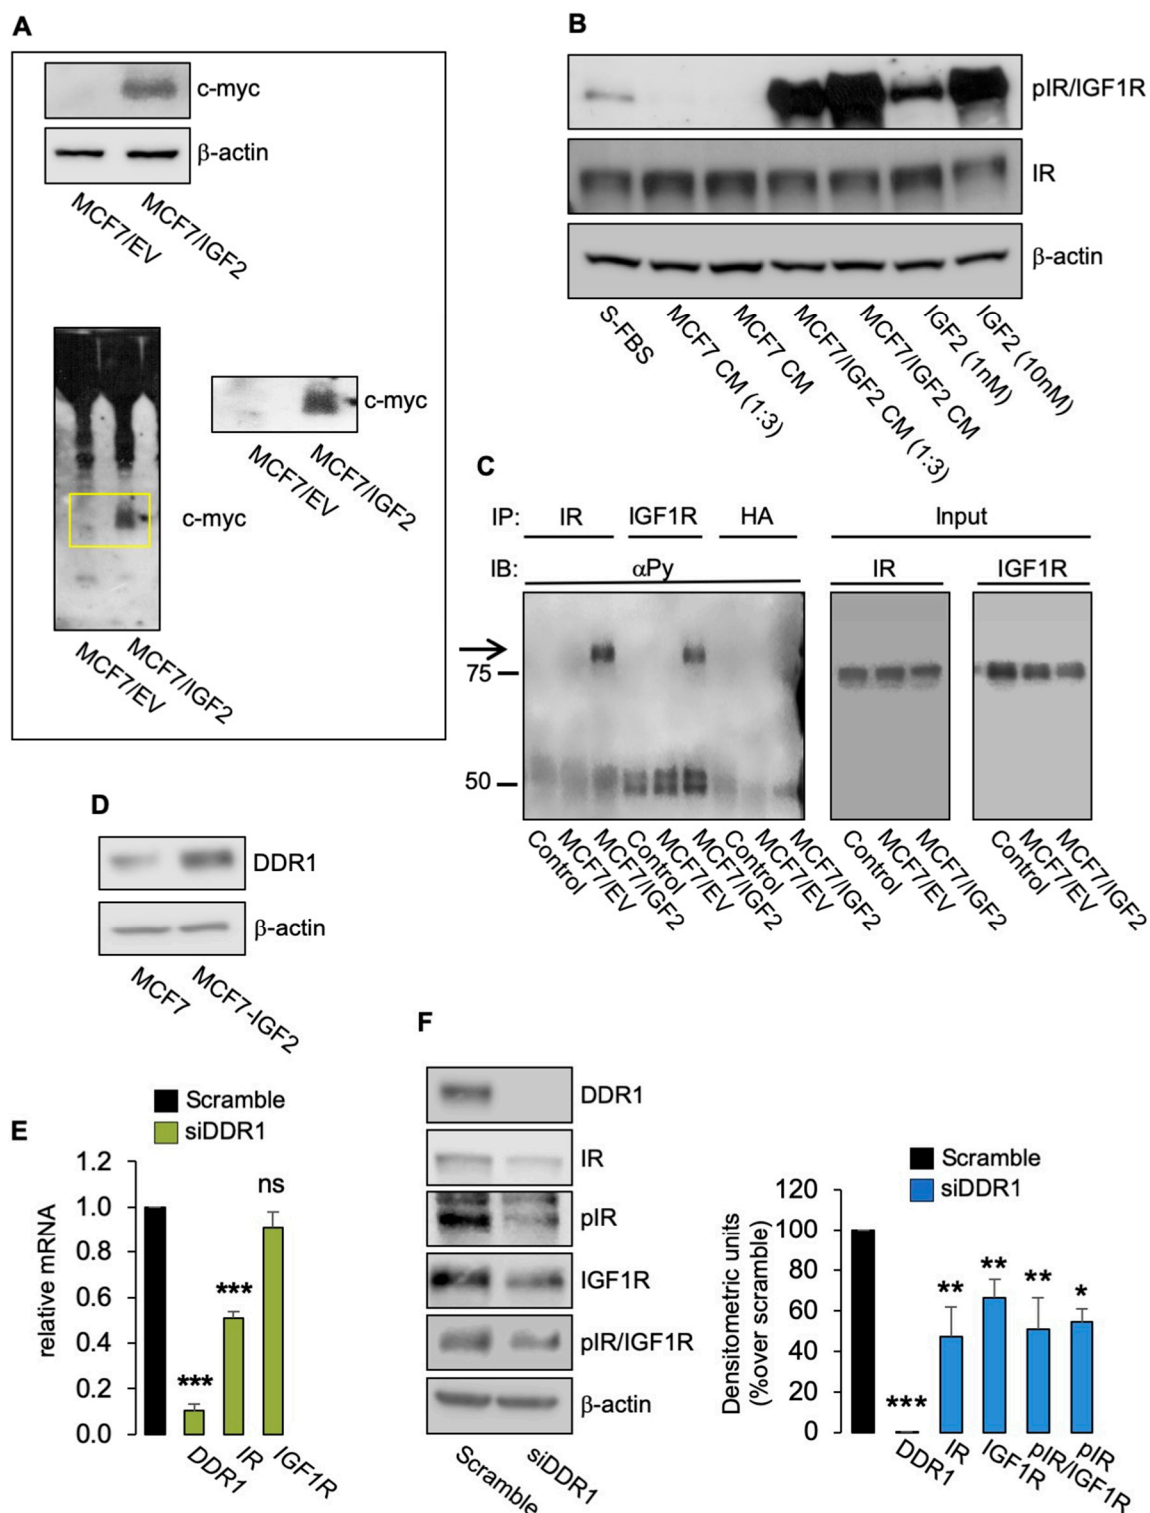 A
c-myc
β-actin
MCF7/EV
MCF7/IGF2
c-myc
MCF7/EV
MCF7/IGF2
c-myc
MCF7/EV
MCF7/IGF2
B
pIR/IGF1R
IR
β-actin
S-FBS
MCF7 CM (1:3)
MCF7 CM
MCF7/IGF2 CM (1:3)
MCF7/IGF2 CM
IGF2 (1nM)
IGF2 (10nM)
C
IP: IR IGF1R HA Input
IB: αPy IR IGF1R
75
50
Control
MCF7/EV
MCF7/IGF2
Control
MCF7/EV
MCF7/IGF2
Control
MCF7/EV
MCF7/IGF2
Control
MCF7/EV
MCF7/IGF2
Control
MCF7/EV
MCF7/IGF2
D
DDR1
β-actin
MCF7
MCF7-IGF2
E
Scramble
siDDR1
relative mRNA
1.2
1.0
0.8
0.6
0.4
0.2
0.0
***
***
ns
DDR1
IR
IGF1R
F
DDR1
IR
pIR
IGF1R
pIR/IGF1R
β-actin
Scramble
siDDR1
Scramble
siDDR1
Densitometric units
(%over scramble)
120
100
80
60
40
20
0
***
**
**
**
*
DDR1
IR
IGF1R
pIR/IGF1R
pIR